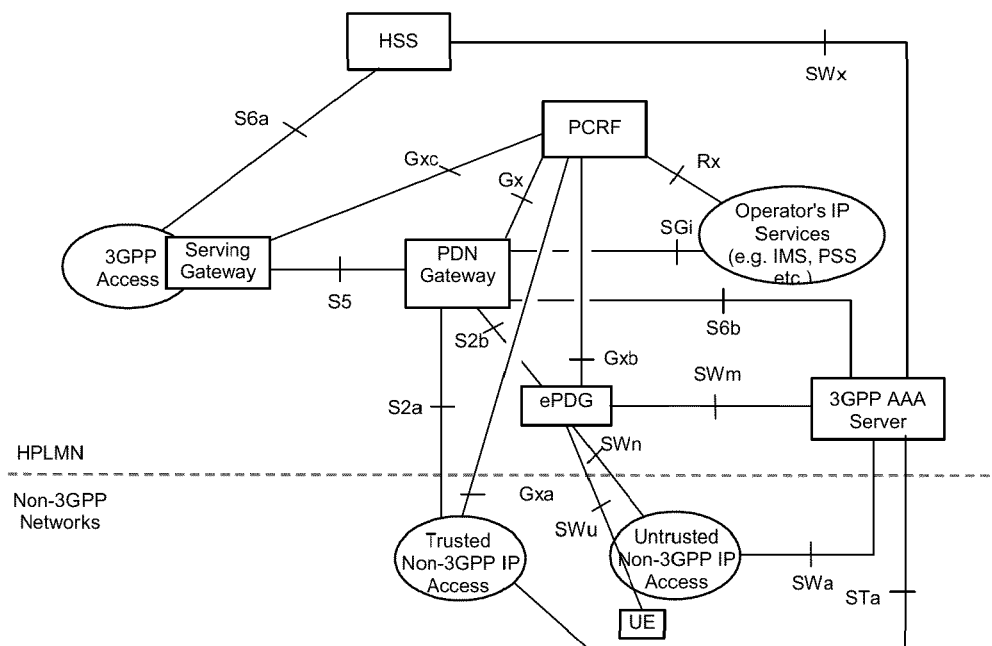 HSS
SWx
S6a
PCRF
Gxc
Gx
Rx
3GPP
Access
Serving
Gateway
PDN
Gateway
SGi
Operator's IP
Services
(e.g. IMS, PSS
etc.)
S5
S2b
S6b
Gxb
SWm
S2a
ePDG
3GPP AAA
Server
SWn
HPLMN
Non-3GPP
Networks
Gxa
SWu
Trusted
Non-3GPP IP
Access
Untrusted
Non-3GPP IP
Access
SWa
STa
UE